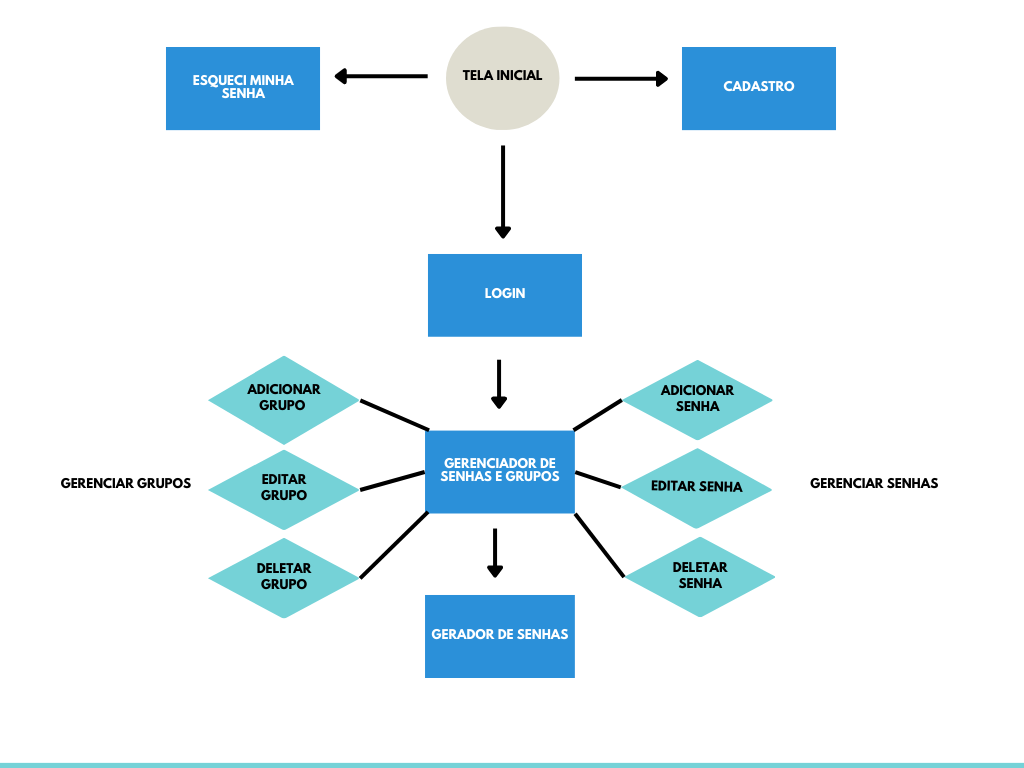 ESQUECI MINHA
SENHA
TELA INICIAL
CADASTRO
LOGIN
ADICIONAR
GRUPO
ADICIONAR
SENHA
GERENCIADOR DE
SENHAS E GRUPOS
GERENCIAR GRUPOS
EDITAR
GRUPO
EDITAR SENHA
GERENCIAR SENHAS
DELETAR
GRUPO
DELETAR
SENHA
GERADOR DE SENHAS